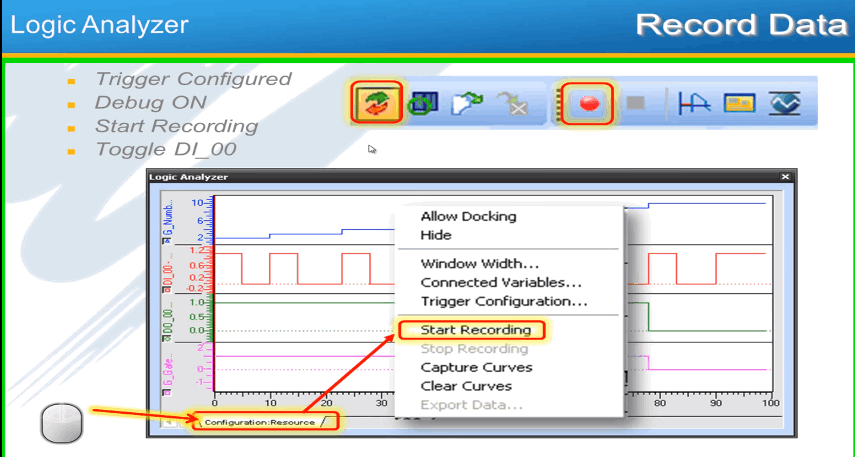 Logic Analyzer
Record Data
Trigger Configured
Debug ON
Start Recording
Toggle DI_00
Logic Analyzer
Allow Docking
Hide
Window Width...
Connected Variables...
Trigger Configuration...
Start Recording
Stop Recording
Capture Curves
Clear Curves
Export Data...
G_Numb..
10
6
2
DI_00-..
1.2
0.6
0.2
-0.2
DO_00...
1.0
0.5
0.0
G_Gate..
2
0
-1
0 10 20 30 80 90 100
Configuration:Resource